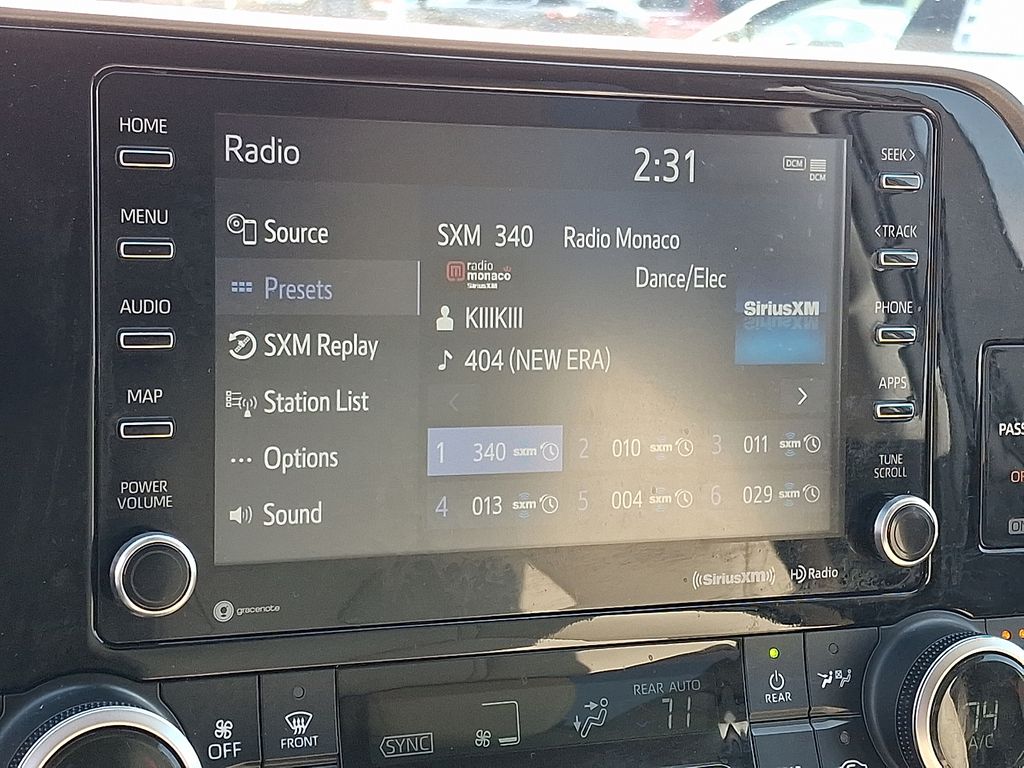 HOME
MENU
AUDIO
MAP
POWER
VOLUME
Radio
2:31
DCM
DCM
Source
Presets
SXM Replay
Station List
Options
Sound
SXM 340 Radio Monaco
radio
monaco
SiriusXM
Dance/Elec
KIIIKIII
404 (NEW ERA)
SiriusXM
1 340 sxm
2 010 sxm
3 011 sxm
4 013 sxm
5 004 sxm
6 029 sxm
SEEK>
<TRACK
PHONE
APPS
TUNE
SCROLL
gracenote
((SiriusXM))
HD Radio
PASS
OFF
FRONT
SYNC
REAR AUTO
71
REAR
74
A/C